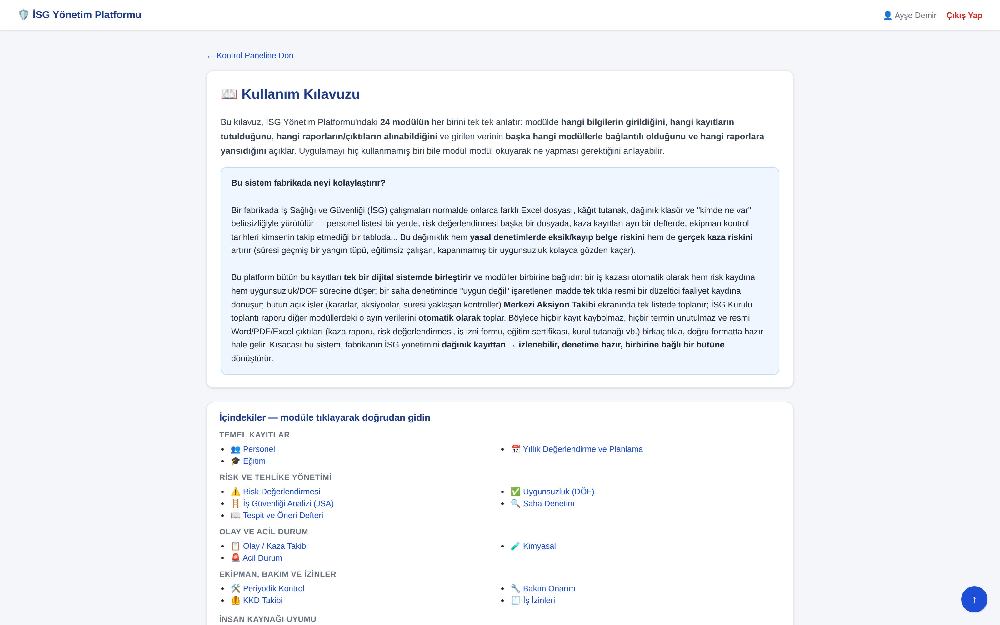 İSG Yönetim Platformu
Ayşe Demir
Çıkış Yap
← Kontrol Paneline Dön
Kullanım Kılavuzu
Bu kılavuz, İSG Yönetim Platformu'ndaki 24 modülün her birini tek tek anlatır: modülde hangi bilgilerin girildiğini, hangi kayıtların
tutulduğunu, hangi raporların/çıktıların alınabildiğini ve girilen verinin başka hangi modüllerle bağlantılı olduğunu ve hangi raporlara
yansıdığını açıklar. Uygulamayı hiç kullanmamış biri bile modül modül okuyarak ne yapması gerektiğini anlayabilir.
Bu sistem fabrikada neyi kolaylaştırır?
Bir fabrikada İş Sağlığı ve Güvenliği (İSG) çalışmaları normalde onlarca farklı Excel dosyası, kâğıt tutanak, dağınık klasör ve "kimde ne var"
belirsizliğiyle yürütülür — personel listesi bir yerde, risk değerlendirmesi başka bir dosyada, kaza kayıtları ayrı bir defterde, ekipman kontrol
tarihleri kimsenin takip etmediği bir tabloda... Bu dağınıklık hem yasal denetimlerde eksik/kayıp belge riskini hem de gerçek kaza riskini
artırır (süresi geçmiş bir yangın tüpü, eğitimsiz çalışan, kapanmamış bir uygunsuzluk kolayca gözden kaçar).
Bu platform bütün bu kayıtları tek bir dijital sistemde birleştirir ve modüller birbirine bağlıdır: bir iş kazası otomatik olarak hem risk kaydına
hem uygunsuzluk/DÖF sürecine düşer; bir saha denetiminde "uygun değil" işaretlenen madde tek tıkla resmi bir düzeltici faaliyet kaydına
dönüşür; bütün açık işler (kararlar, aksiyonlar, süresi yaklaşan kontroller) Merkezi Aksiyon Takibi ekranında tek listede toplanır; İSG Kurulu
toplantı raporu diğer modüllerdeki o ayın verilerini otomatik olarak toplar. Böylece hiçbir kayıt kaybolmaz, hiçbir termin unutulmaz ve resmi
Word/PDF/Excel çıktıları (kaza raporu, risk değerlendirmesi, iş izni formu, eğitim sertifikası, kurul tutanağı vb.) birkaç tıkla, doğru formatta hazır
hale gelir. Kısacası bu sistem, fabrikanın İSG yönetimini dağınık kayıttan → izlenebilir, denetime hazır, birbirine bağlı bir bütüne
dönüştürür.
İçindekiler — modüle tıklayarak doğrudan gidin
TEMEL KAYITLAR
Personel
Eğitim
Yıllık Değerlendirme ve Planlama
RİSK VE TEHLİKE YÖNETİMİ
Risk Değerlendirmesi
İş Güvenliği Analizi (JSA)
Tespit ve Öneri Defteri
Uygunsuzluk (DÖF)
Saha Denetim
OLAY VE ACİL DURUM
Olay / Kaza Takibi
Acil Durum
Kimyasal
EKİPMAN, BAKIM VE İZİNLER
Periyodik Kontrol
KKD Takibi
Bakım Onarım
İş İzinleri
İNSAN KAYNAĞI UYUMU
↑